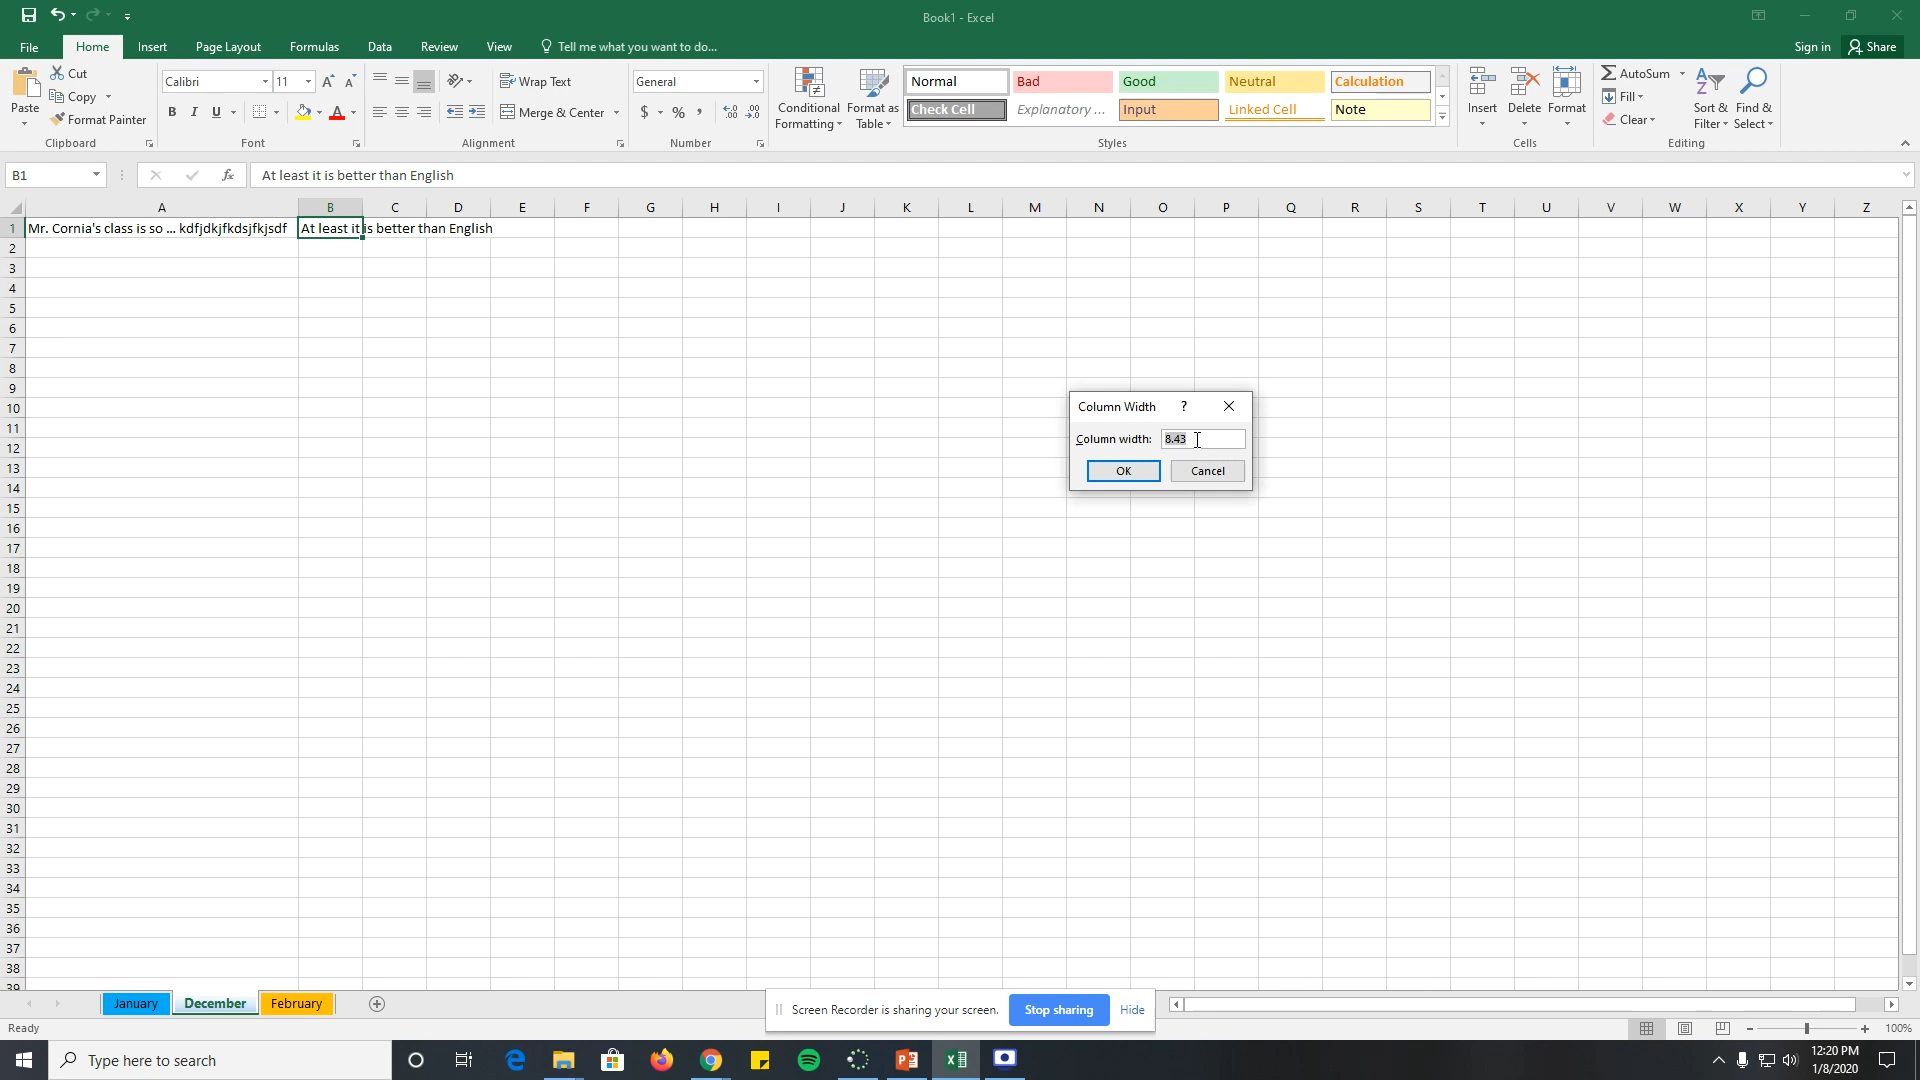 Book1 - Excel
File Home Insert Page Layout Formulas Data Review View Tell me what you want to do... Sign in Share
Paste Cut Copy Format Painter Clipboard
Calibri 11 A A B I U A Font
Wrap Text Merge & Center Alignment
General $ % , Number
Conditional Formatting Format as Table
Normal Bad Good Neutral Calculation
Check Cell Explanatory ... Input Linked Cell Note
Styles
Insert Delete Format Cells
AutoSum Fill Clear Sort & Filter Find & Select Editing
B1 fx At least it is better than English
A B C D E F G H I J K L M N O P Q R S T U V W X Y Z
1 Mr. Cornia's class is so ... kdfjdkjfkdsjfkjsdf At least it is better than English
2
3
4
5
6
7
8
9
10
11
12
13
14
15
16
17
18
19
20
21
22
23
24
25
26
27
28
29
30
31
32
33
34
35
36
37
38
39
Column Width ?
Column width: 8.43
OK Cancel
January December February
Screen Recorder is sharing your screen. Stop sharing Hide
Ready 100%
Type here to search
12:20 PM
1/8/2020